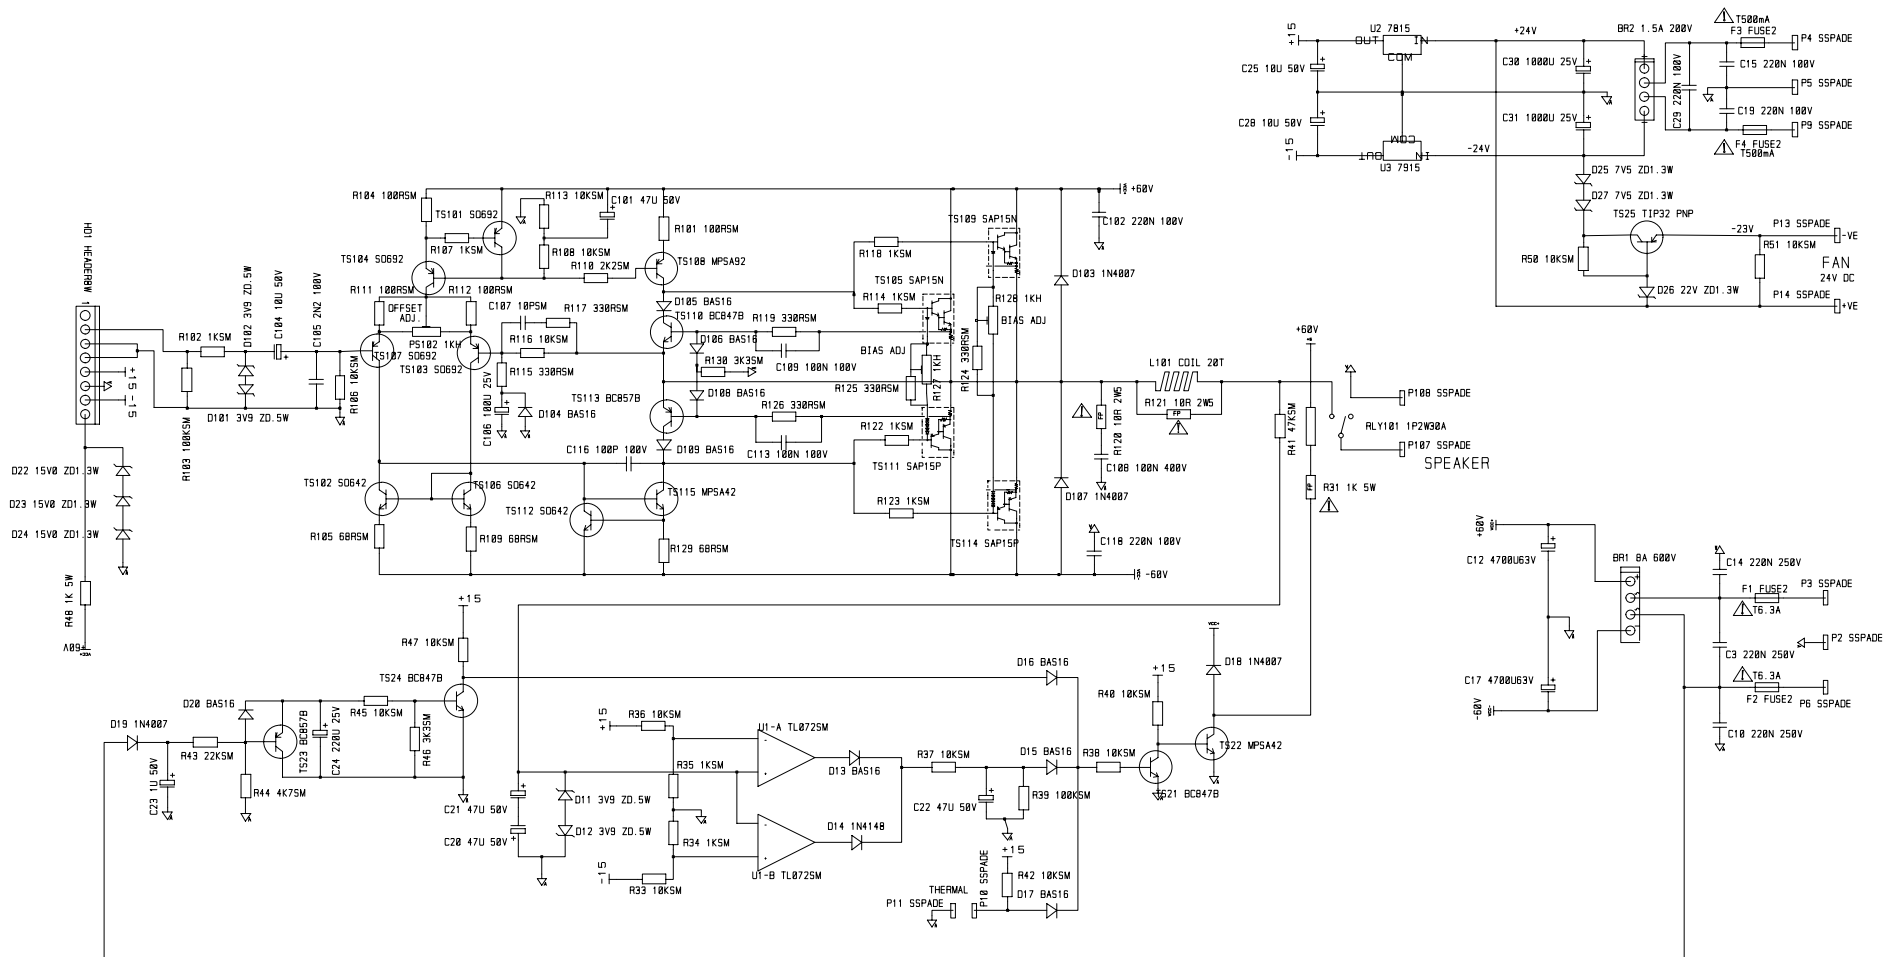 U2 7815
+15
OUT
IN
COM
C25 10U 50V
C28 10U 50V
-15
COM
OUT
IN
U3 7915
+24V
-24V
C30 1000U 25V
C31 1000U 25V
BR2 1.5A 200V
C29 220N 100V
T500mA
F3 FUSE2
P4 SSPADE
C15 220N 100V
P5 SSPADE
C19 220N 100V
P9 SSPADE
F4 FUSE2
T500mA
D25 7V5 ZD1.3W
D27 7V5 ZD1.3W
TS25 TIP32 PNP
R50 10KSM
D26 22V ZD1.3W
-23V
R51 10KSM
P13 SSPADE
-VE
FAN
24V DC
P14 SSPADE
+VE
HD1 HEADER8W
1
+15
-15
R102 1KSM
D102 3V9 ZD.5W
C104 10U 50V
C105 2N2 100V
R103 100KSM
D101 3V9 ZD.5W
R106 10KSM
D22 15V0 ZD1.3W
D23 15V0 ZD1.3W
D24 15V0 ZD1.3W
R48 1K 5W
+60V
R104 100RSM
TS101 SO692
R107 1KSM
TS104 SO692
R113 10KSM
C101 47U 50V
R108 10KSM
R110 2K2SM
R101 100RSM
TS108 MPSA92
R111 100RSM
R112 100RSM
OFFSET
ADJ.
PS102 1KH
TS107 SO692
TS103 SO692
C107 10PSM
R117 330RSM
R116 10KSM
R115 330RSM
C106 100U 25V
D104 BAS16
D105 BAS16
TS110 BC847B
D106 BAS16
R119 330RSM
C109 100N 100V
R130 3K3SM
D108 BAS16
TS113 BC857B
R126 330RSM
C113 100N 100V
D109 BAS16
C116 100P 100V
TS102 SO642
TS106 SO642
TS112 SO642
TS115 MPSA42
R105 68RSM
R109 68RSM
R129 68RSM
R118 1KSM
TS105 SAP15N
R114 1KSM
TS109 SAP15N
R128 1KH
BIAS ADJ
BIAS ADJ
R127 1KH
R125 330RSM
R124 330RSM
R122 1KSM
TS111 SAP15P
R123 1KSM
TS114 SAP15P
+60V
C102 220N 100V
D103 1N4007
D107 1N4007
C118 220N 100V
-60V
FP
R120 10R 2W5
C108 100N 400V
L101 COIL 20T
R121 10R 2W5
FP
R41 47KSM
+60V
FP
R31 1K 5W
P108 SSPADE
RLY101 1P2W30A
P107 SSPADE
SPEAKER
+60V
C12 4700U63V
C17 4700U63V
-60V
BR1 8A 600V
C14 220N 250V
F1 FUSE2
T6.3A
P3 SSPADE
P2 SSPADE
C3 220N 250V
T6.3A
F2 FUSE2
P6 SSPADE
C10 220N 250V
+15
R47 10KSM
TS24 BC847B
D20 BAS16
D19 1N4007
R43 22KSM
C23 1U 50V
R44 4K7SM
TS23 BC857B
C24 220U 25V
R45 10KSM
R46 3K3SM
D16 BAS16
+15
R36 10KSM
U1-A TL072SM
R35 1KSM
D13 BAS16
C21 47U 50V
C20 47U 50V
D11 3V9 ZD.5W
D12 3V9 ZD.5W
R34 1KSM
D14 1N4148
-15
R33 10KSM
U1-B TL072SM
R37 10KSM
D15 BAS16
C22 47U 50V
R39 100KSM
R38 10KSM
+15
R40 10KSM
TS21 BC847B
TS22 MPSA42
D18 1N4007
+15
R42 10KSM
D17 BAS16
THERMAL
P11 SSPADE
P10 SSPADE